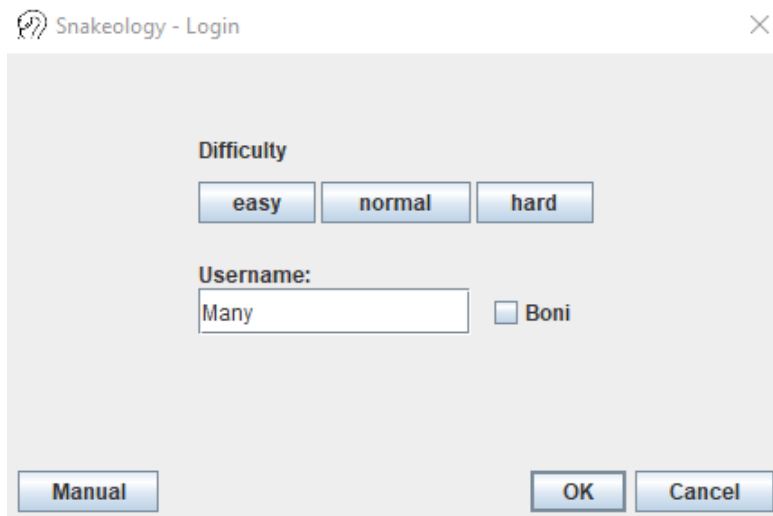 Snakeology - Login
Difficulty
easy normal hard
Username:
Many Boni
Manual OK Cancel